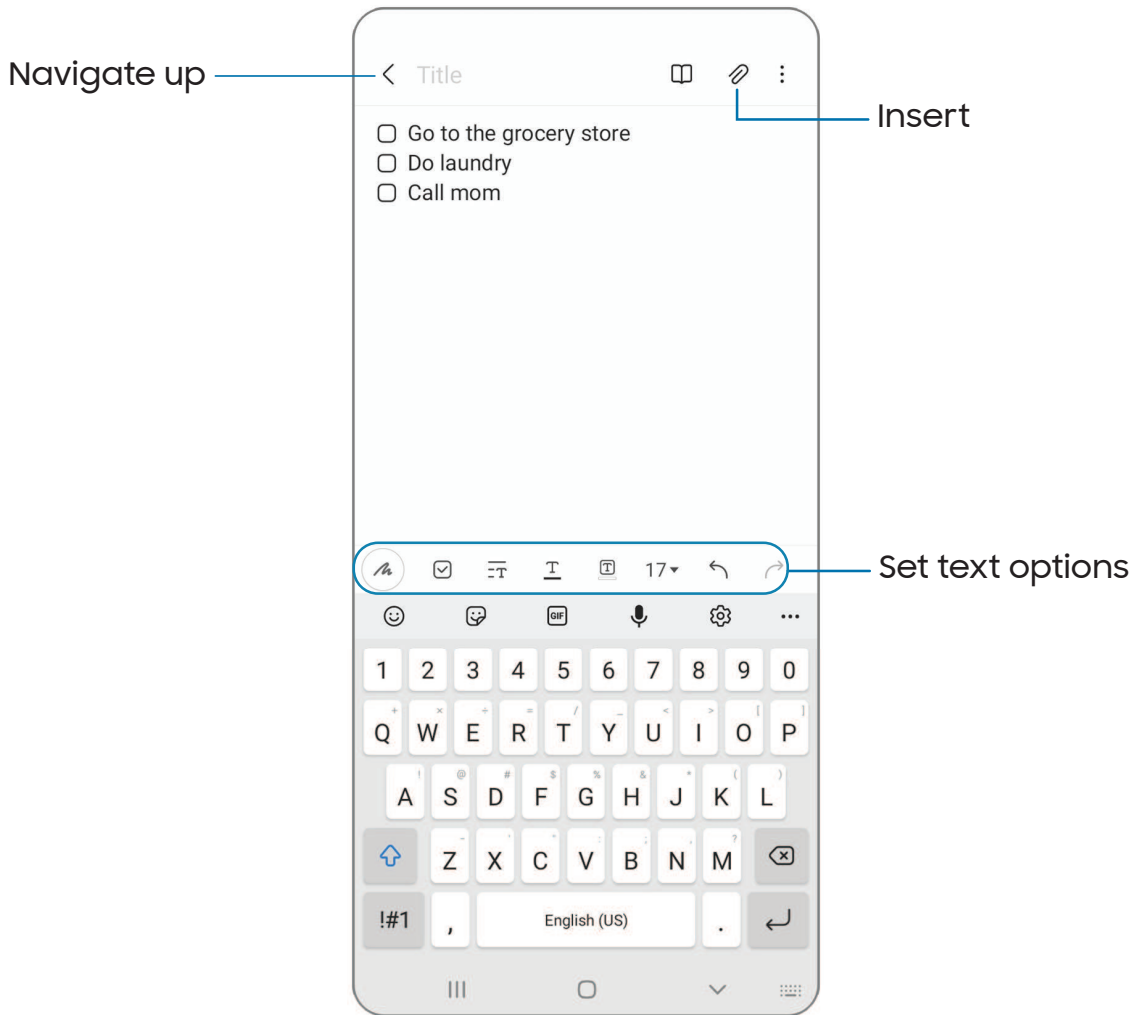 Navigate up
Title
Insert
Go to the grocery store
Do laundry
Call mom
T T T 17
Set text options
GIF
1 2 3 4 5 6 7 8 9 0
+ × ÷ = / _ < > [ ]
Q W E R T Y U I O P
! @ # $ % & * ( )
A S D F G H J K L
- ' " : ; , ?
Z X C V B N M
!#1 , English (US) .